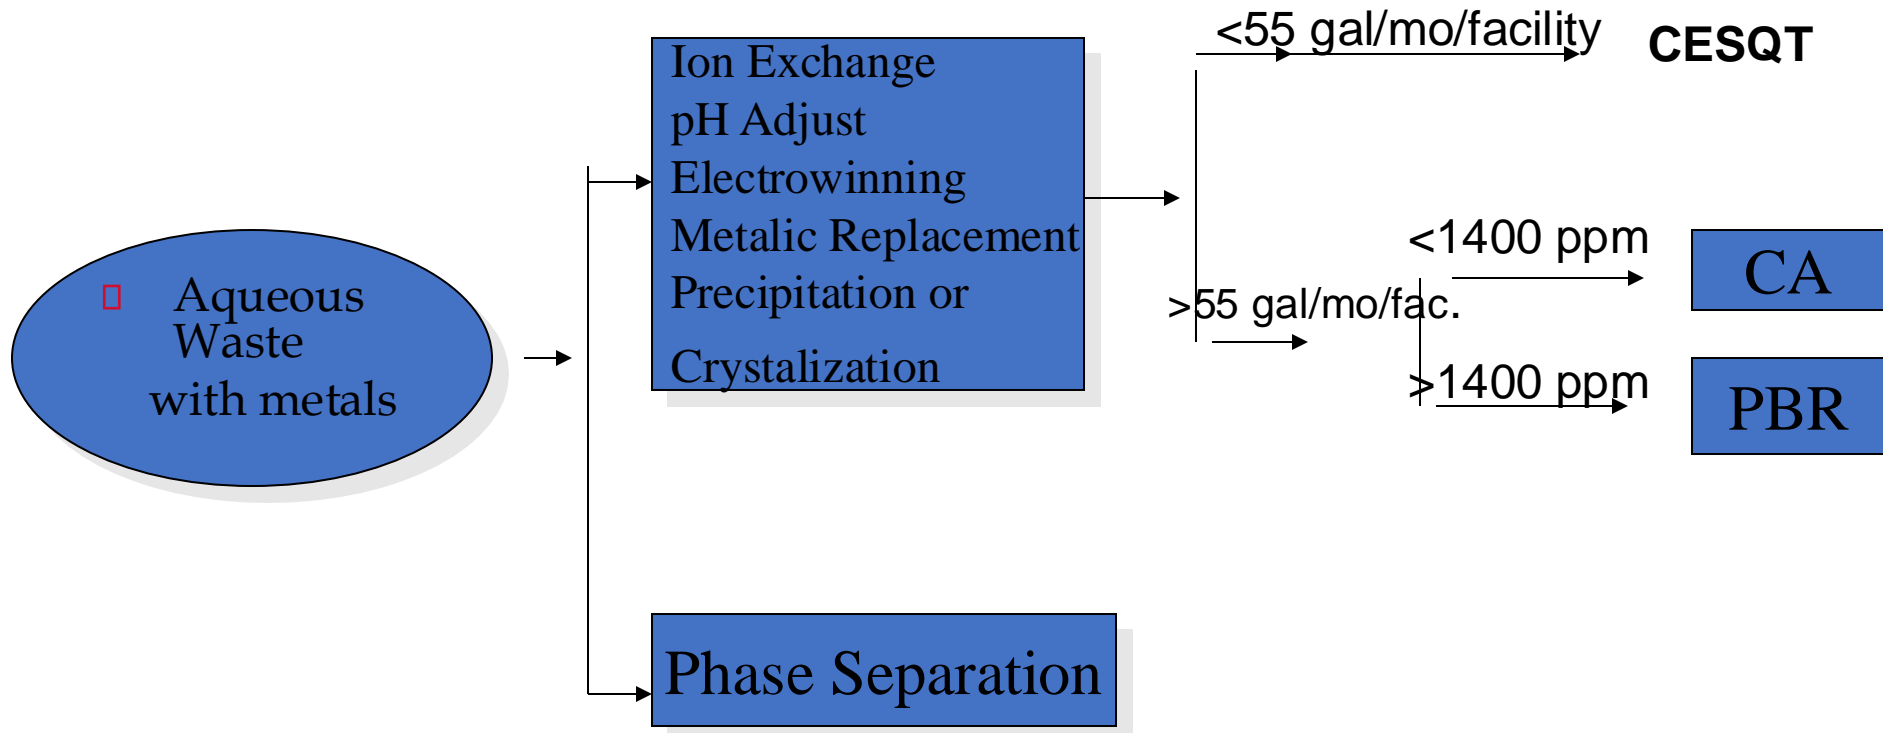 Aqueous
Waste
with metals
Ion Exchange
pH Adjust
Electrowinning
Metalic Replacement
Precipitation or
Crystalization
Phase Separation
<55 gal/mo/facility
CESQT
>55 gal/mo/fac.
<1400 ppm
CA
>1400 ppm
PBR